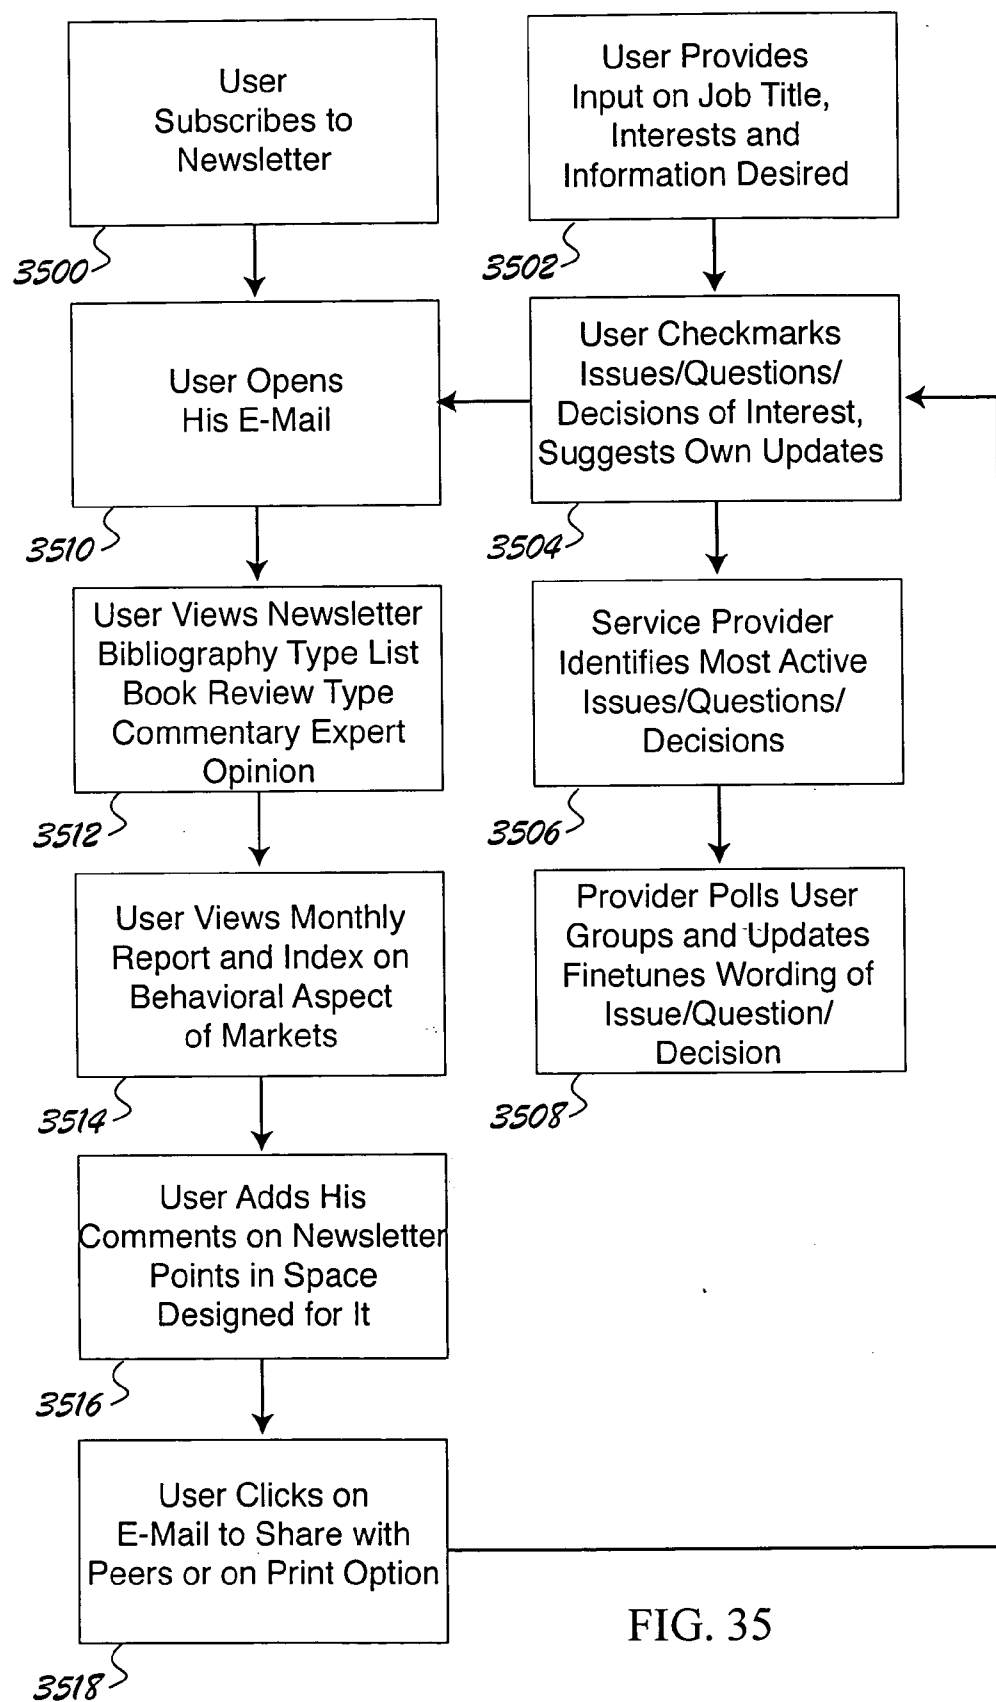 User
Subscribes to
Newsletter
3500
User Provides
Input on Job Title,
Interests and
Information Desired
3502
User Opens
His E-Mail
3510
User Checkmarks
Issues/Questions/
Decisions of Interest,
Suggests Own Updates
3504
User Views Newsletter
Bibliography Type List
Book Review Type
Commentary Expert
Opinion
3512
Service Provider
Identifies Most Active
Issues/Questions/
Decisions
3506
User Views Monthly
Report and Index on
Behavioral Aspect
of Markets
3514
Provider Polls User
Groups and Updates
Finetunes Wording of
Issue/Question/
Decision
3508
User Adds His
Comments on Newsletter
Points in Space
Designed for It
3516
User Clicks on
E-Mail to Share with
Peers or on Print Option
3518
FIG. 35